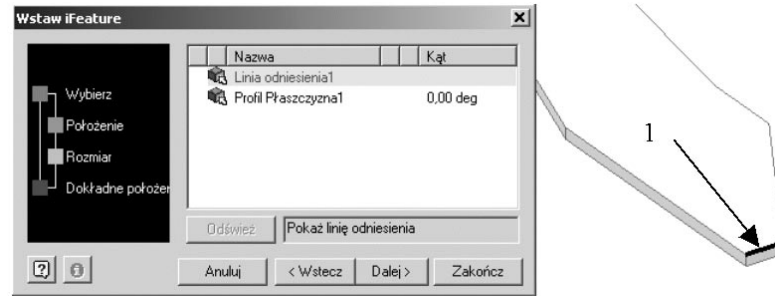 Wstaw iFeature
Nazwa Kąt
Linia odniesienia1
Profil Płaszczyzna1 0,00 deg
Wybierz
Położenie
Rozmiar
Dokładne położer
Odśwież Pokaż linię odniesienia
Anuluj < Wstecz Dalej > Zakończ
1